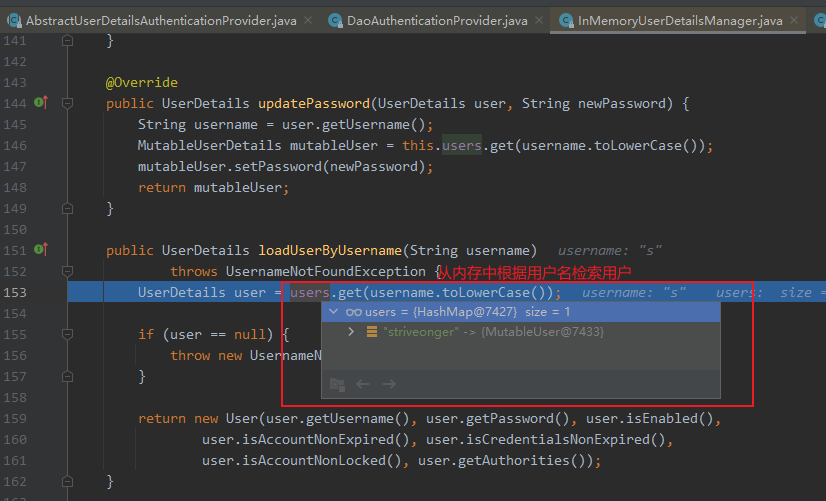 AbstractUserDetailsAuthenticationProvider.java × DaoAuthenticationProvider.java × InMemoryUserDetailsManager.java ×
141 }
142
143 @Override
144 public UserDetails updatePassword(UserDetails user, String newPassword) {
145 String username = user.getUsername();
146 MutableUserDetails mutableUser = this.users.get(username.toLowerCase());
147 mutableUser.setPassword(newPassword);
148 return mutableUser;
149 }
150
151 public UserDetails loadUserByUsername(String username) username: "s"
152 throws UsernameNotFoundException { 从内存中根据用户名检索用户
153 UserDetails user = users.get(username.toLowerCase()); username: "s" users: size =
users = {HashMap@7427} size = 1
154
"striveonger" -> {MutableUser@7433}
155 if (user == null) {
156 throw new UsernameN
157 }
158
159 return new User(user.getUsername(), user.getPassword(), user.isEnabled(),
160 user.isAccountNonExpired(), user.isCredentialsNonExpired(),
161 user.isAccountNonLocked(), user.getAuthorities());
162 }